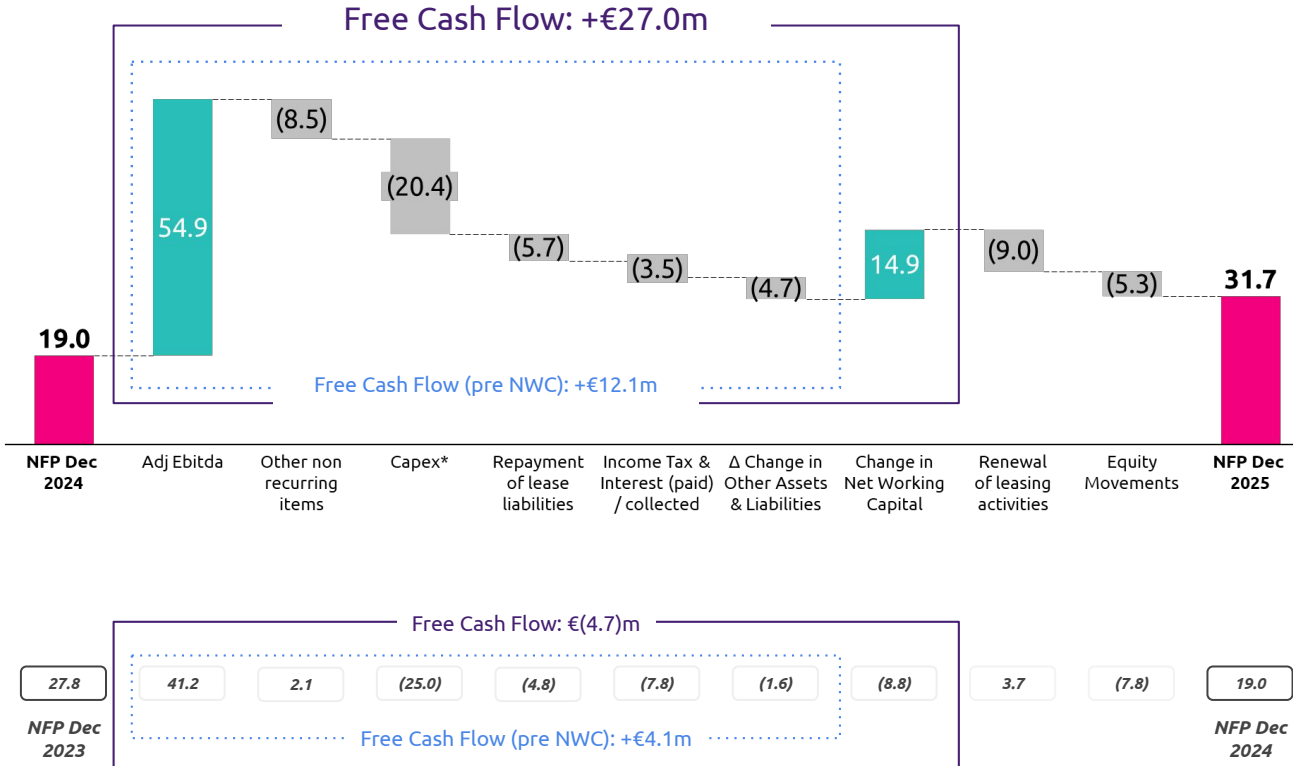 Free Cash Flow: +€27.0m
(8.5)
(20.4)
54.9
(5.7)
(3.5)
(4.7)
14.9
(9.0)
(5.3)
31.7
19.0
Free Cash Flow (pre NWC): +€12.1m
NFP Dec
2024
Adj Ebitda
Other non
recurring
items
Capex*
Repayment
of lease
liabilities
Income Tax &
Interest (paid)
/ collected
Δ Change in
Other Assets
& Liabilities
Change in
Net Working
Capital
Renewal
of leasing
activities
Equity
Movements
NFP Dec
2025
Free Cash Flow: €(4.7)m
27.8
41.2
2.1
(25.0)
(4.8)
(7.8)
(1.6)
(8.8)
3.7
(7.8)
19.0
NFP Dec
2023
Free Cash Flow (pre NWC): +€4.1m
NFP Dec
2024